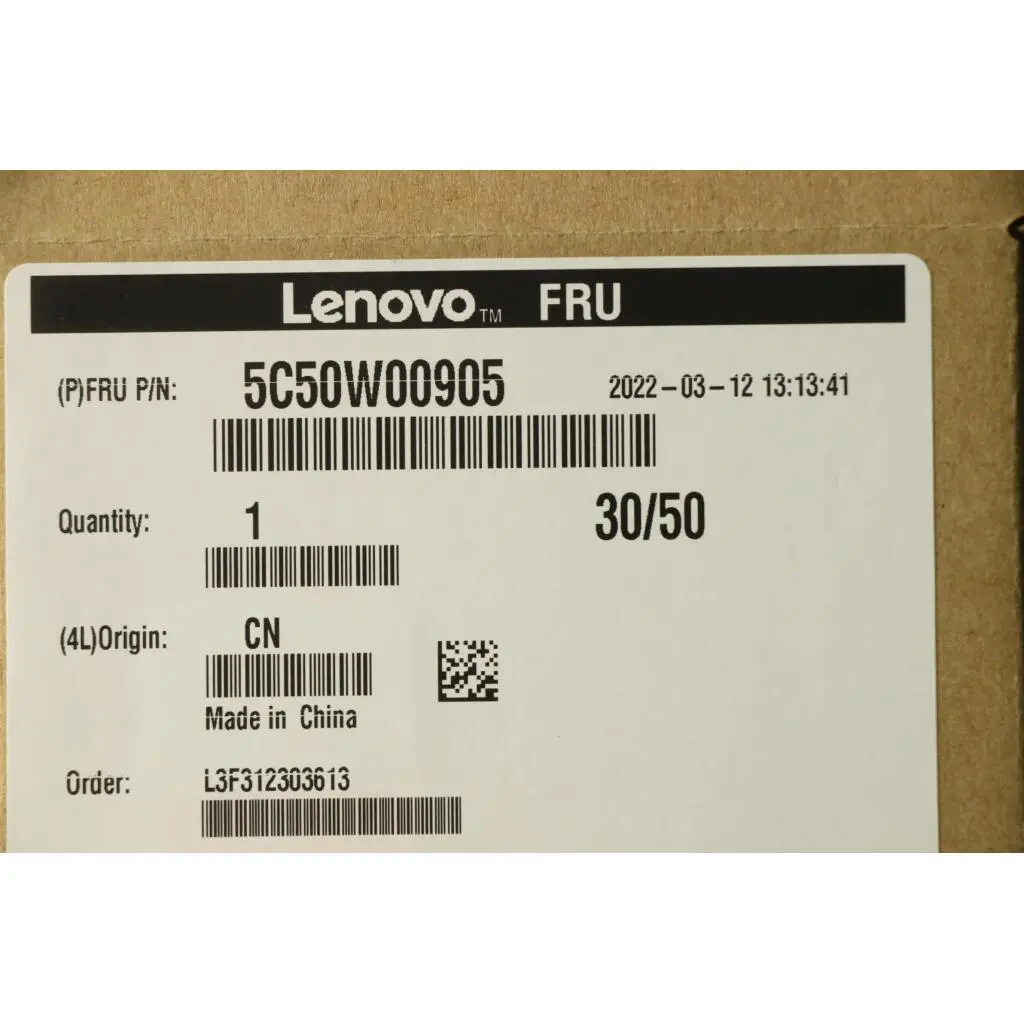 Lenovo™ FRU
(P)FRU P/N: 5C50W00905 2022-03-12 13:13:41
Quantity: 1 30/50
(4L)Origin: CN
Made in China
Order: L3F312303613